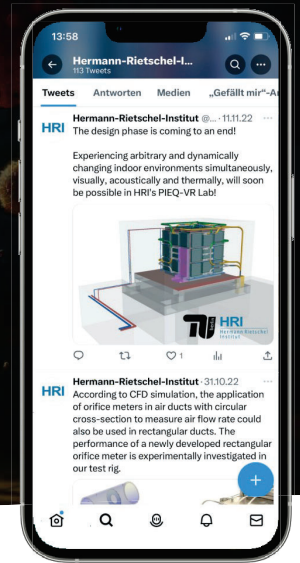 13:58
Hermann-Rietschel-I...
113 Tweets
Tweets Antworten Medien „Gefällt mir“-A
HRI
Hermann-Rietschel-Institut @... · 11.11.22 ...
The design phase is coming to an end!
Experiencing arbitrary and dynamically
changing indoor environments simultaneously,
visually, acoustically and thermally, will soon
be possible in HRI's PIEQ-VR Lab!
HRI
Hermann Rietschel
Institut
1
HRI
Hermann-Rietschel-Institut · 31.10.22 ...
According to CFD simulation, the application
of orifice meters in air ducts with circular
cross-section to measure air flow rate could
also be used in rectangular ducts. The
performance of a newly developed rectangular
orifice meter is experimentally investigated in
our test rig.